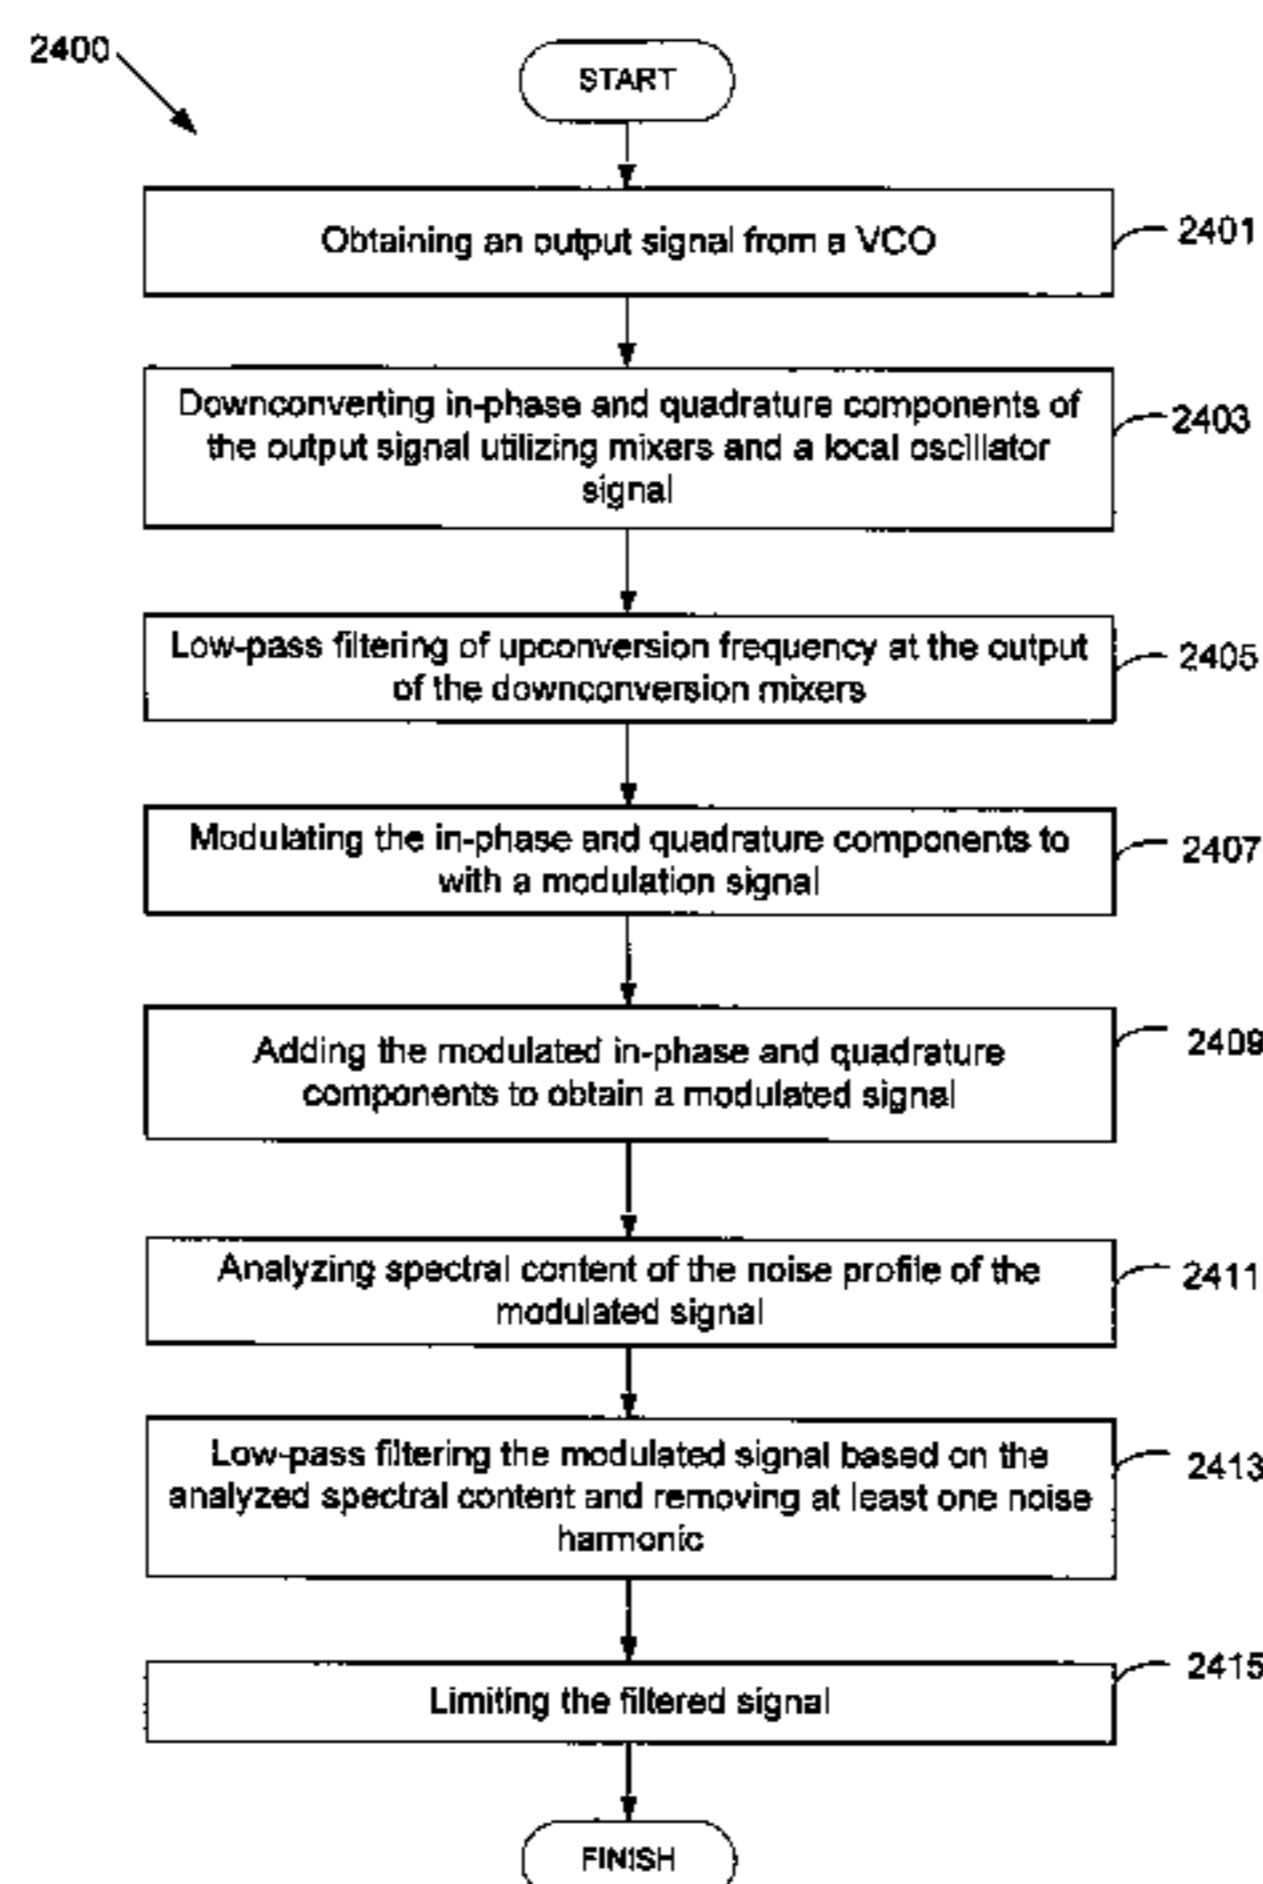 2400
START
Obtaining an output signal from a VCO
2401
Downconverting in-phase and quadrature components of
the output signal utilizing mixers and a local oscillator
signal
2403
Low-pass filtering of upconversion frequency at the output
of the downconversion mixers
2405
Modulating the in-phase and quadrature components to
with a modulation signal
2407
Adding the modulated in-phase and quadrature
components to obtain a modulated signal
2409
Analyzing spectral content of the noise profile of the
modulated signal
2411
Low-pass filtering the modulated signal based on the
analyzed spectral content and removing at least one noise
harmonic
2413
Limiting the filtered signal
2415
FINISH